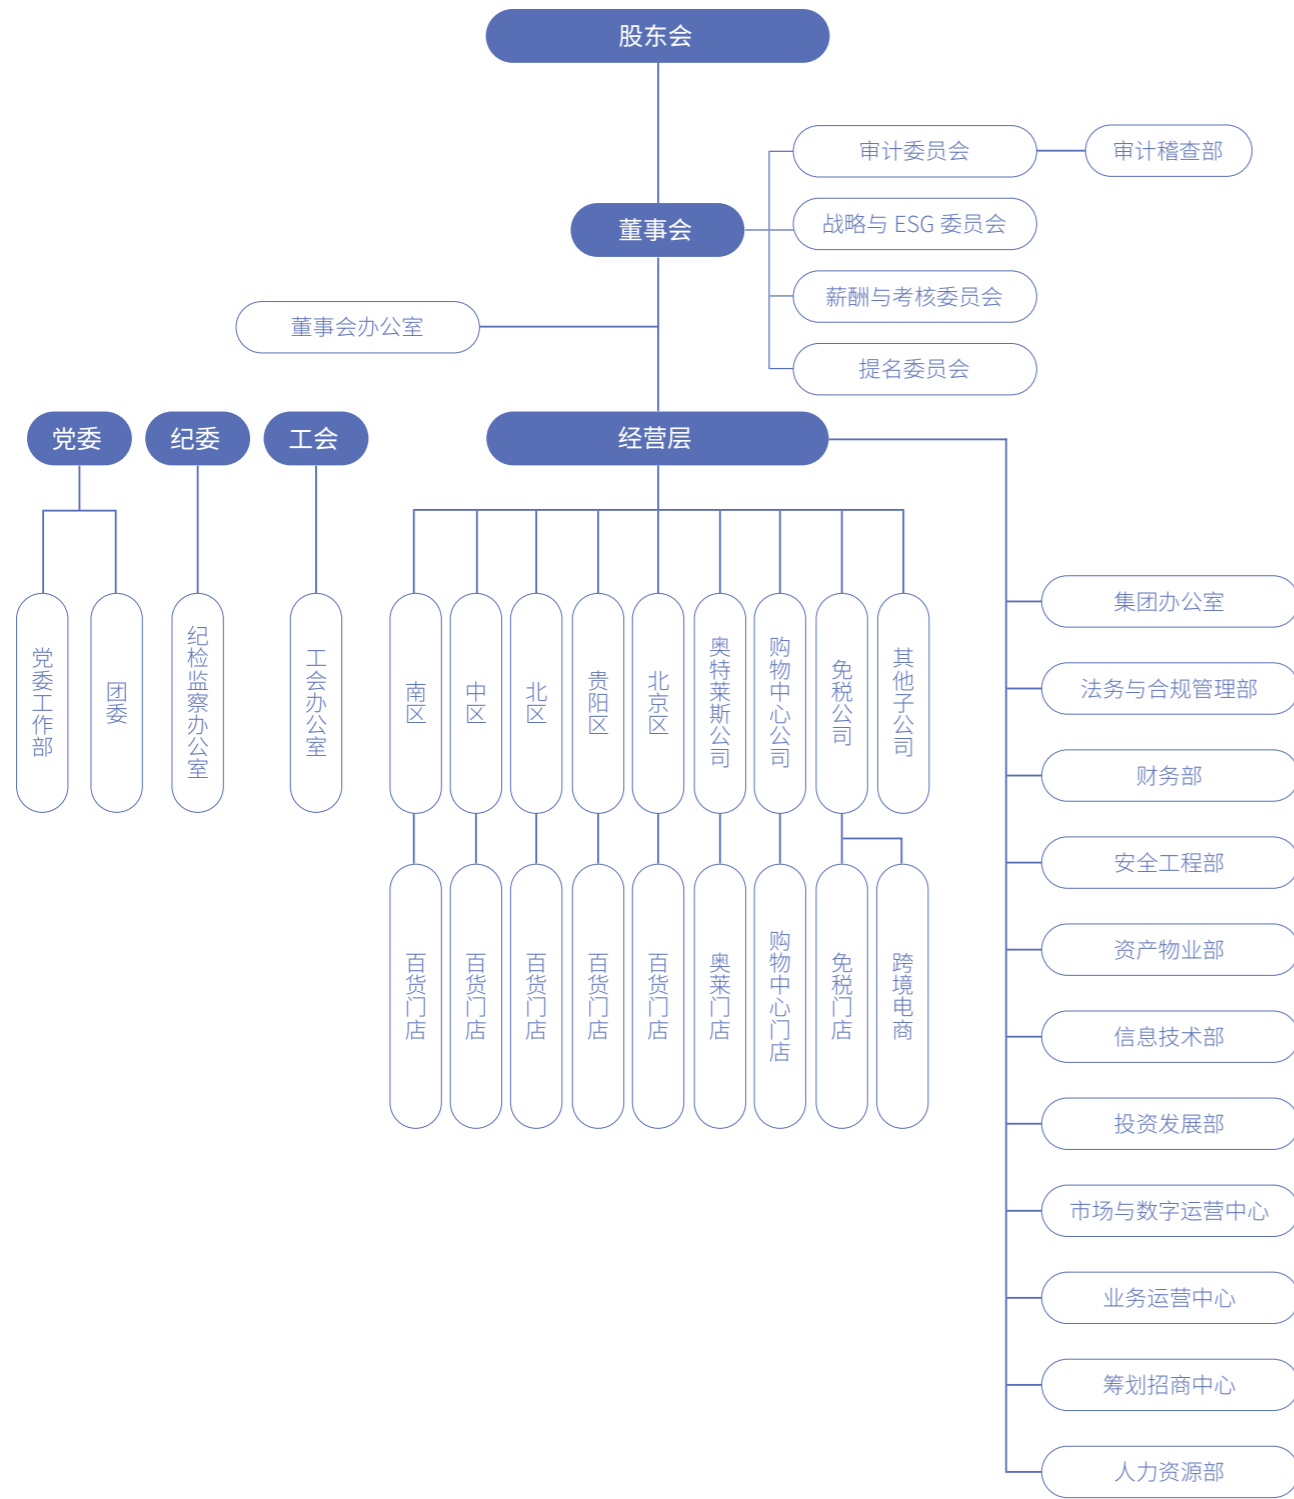 股东会
审计委员会
审计稽查部
战略与 ESG 委员会
董事会
薪酬与考核委员会
董事会办公室
提名委员会
党委
纪委
工会
经营层
党委工作部
团委
纪检监察办公室
工会办公室
南区
中区
北区
贵阳区
北京区
奥特莱斯公司
购物中心公司
免税公司
其他子公司
百货门店
百货门店
百货门店
百货门店
百货门店
奥莱门店
购物中心门店
免税门店
跨境电商
集团办公室
法务与合规管理部
财务部
安全工程部
资产物业部
信息技术部
投资发展部
市场与数字运营中心
业务运营中心
筹划招商中心
人力资源部